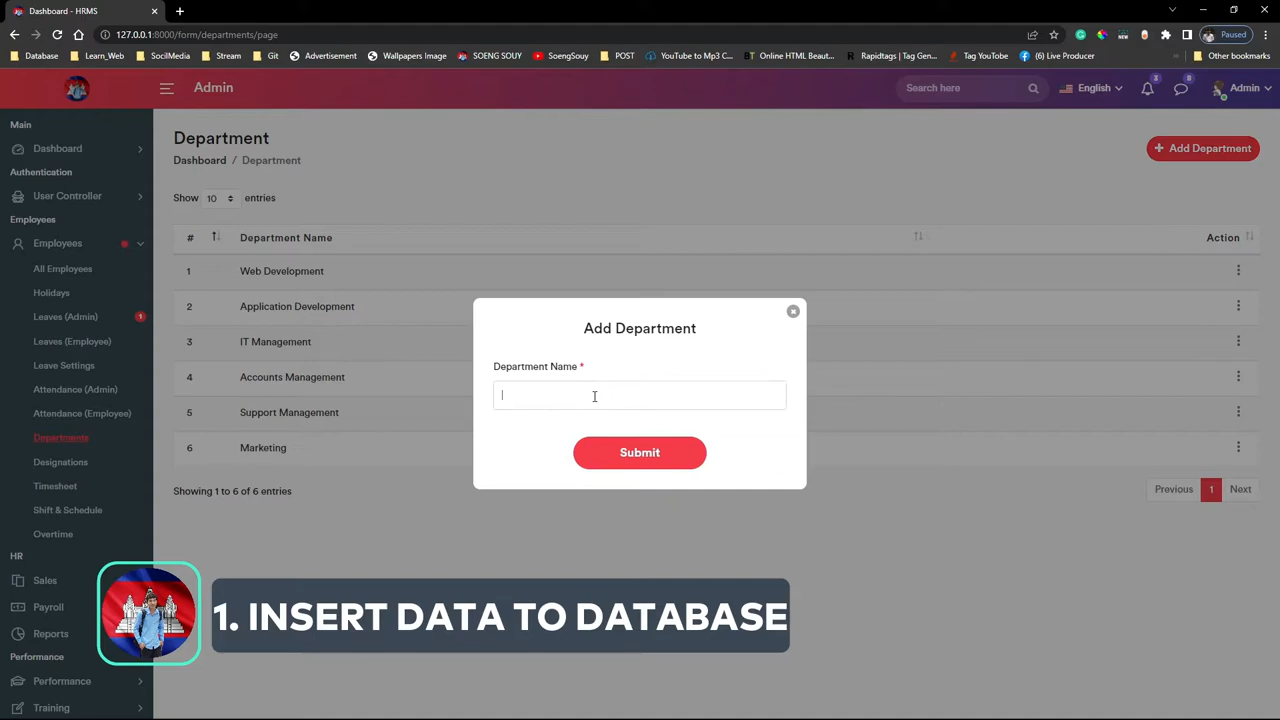 Dashboard - HRMS
127.0.0.1:8000/form/departments/page
Paused
Database
Learn_Web
SocilMedia
Stream
Git
Advertisement
Wallpapers Image
SOENG SOUY
SoengSouy
POST
YouTube to Mp3 C...
Online HTML Beaut...
Rapidtags | Tag Gen...
Tag YouTube
(8) Facebook
Other bookmarks
Admin
Search here
English
3
8
Admin
Main
Dashboard
Authentication
User Controller
Employees
Employees
All Employees
Holidays
Leaves (Admin) 1
Leaves (Employee)
Leave Settings
Attendance (Admin)
Attendance (Employee)
Departments
Designations
Timesheet
Shift & Schedule
Overtime
HR
Sales
Payroll
Reports
Performance
Performance
Training
Department
Dashboard / Department
+ Add Department
Show 10 entries
# Department Name Action
1 Web Development
2 Application Development
3 IT Management
4 Accounts Management
5 Support Management
6 Marketing
Showing 1 to 6 of 6 entries
Previous 1 Next
Add Department
Department Name *
Submit
1. INSERT DATA TO DATABASE